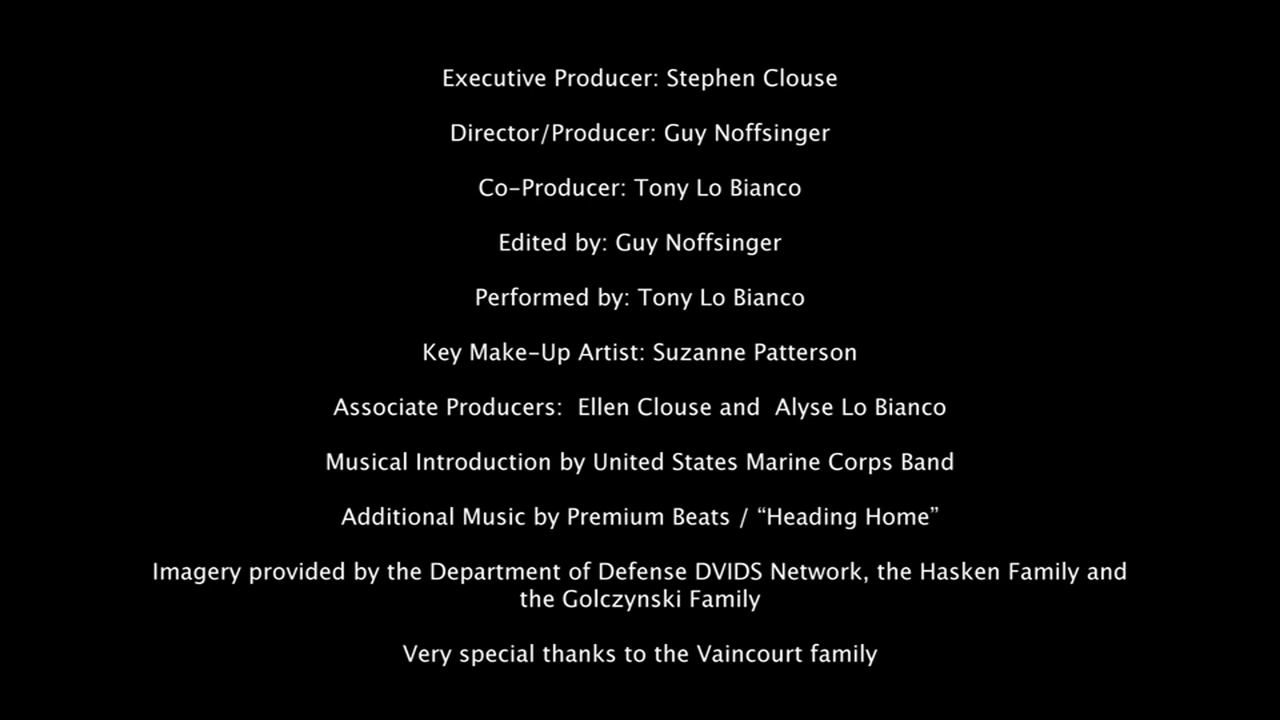 Executive Producer: Stephen Clouse
Director/Producer: Guy Noffsinger
Co-Producer: Tony Lo Bianco
Edited by: Guy Noffsinger
Performed by: Tony Lo Bianco
Key Make-Up Artist: Suzanne Patterson
Associate Producers:  Ellen Clouse and  Alyse Lo Bianco
Musical Introduction by United States Marine Corps Band
Additional Music by Premium Beats / “Heading Home”
Imagery provided by the Department of Defense DVIDS Network, the Hasken Family and
the Golczynski Family
Very special thanks to the Vaincourt family